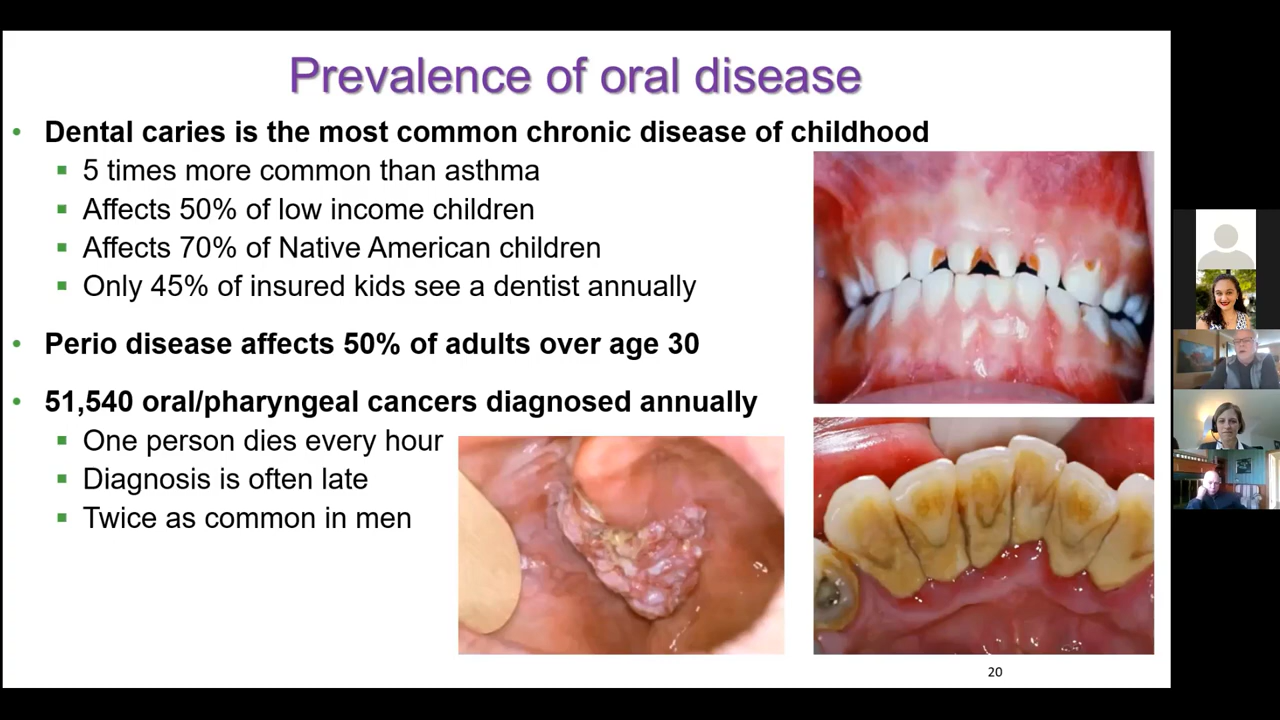 Prevalence of oral disease
• Dental caries is the most common chronic disease of childhood
▪ 5 times more common than asthma
▪ Affects 50% of low income children
▪ Affects 70% of Native American children
▪ Only 45% of insured kids see a dentist annually
• Perio disease affects 50% of adults over age 30
• 51,540 oral/pharyngeal cancers diagnosed annually
▪ One person dies every hour
▪ Diagnosis is often late
▪ Twice as common in men
20